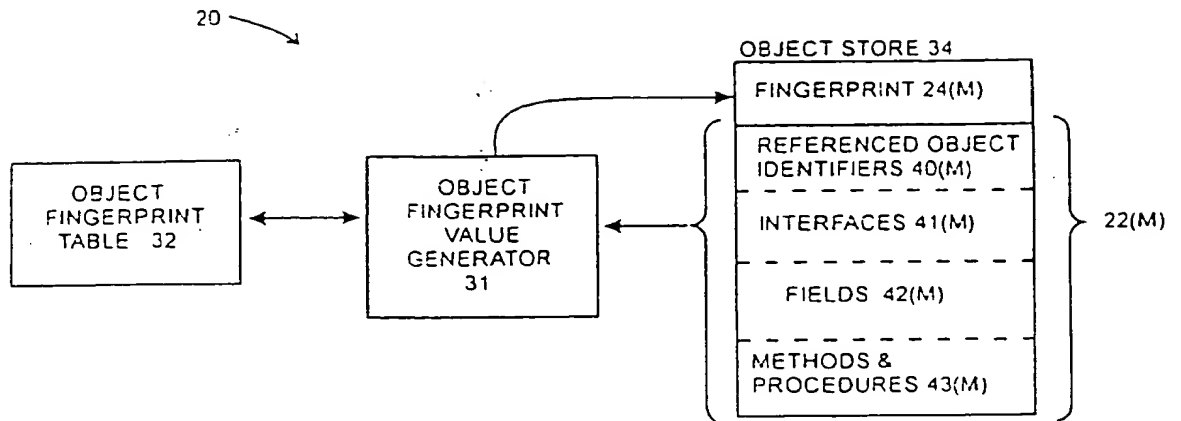 20
OBJECT STORE 34
FINGERPRINT 24(M)
REFERENCED OBJECT
IDENTIFIERS 40(M)
INTERFACES 41(M)
FIELDS 42(M)
METHODS &
PROCEDURES 43(M)
22(M)
OBJECT
FINGERPRINT
VALUE
GENERATOR
31
OBJECT
FINGERPRINT
TABLE 32